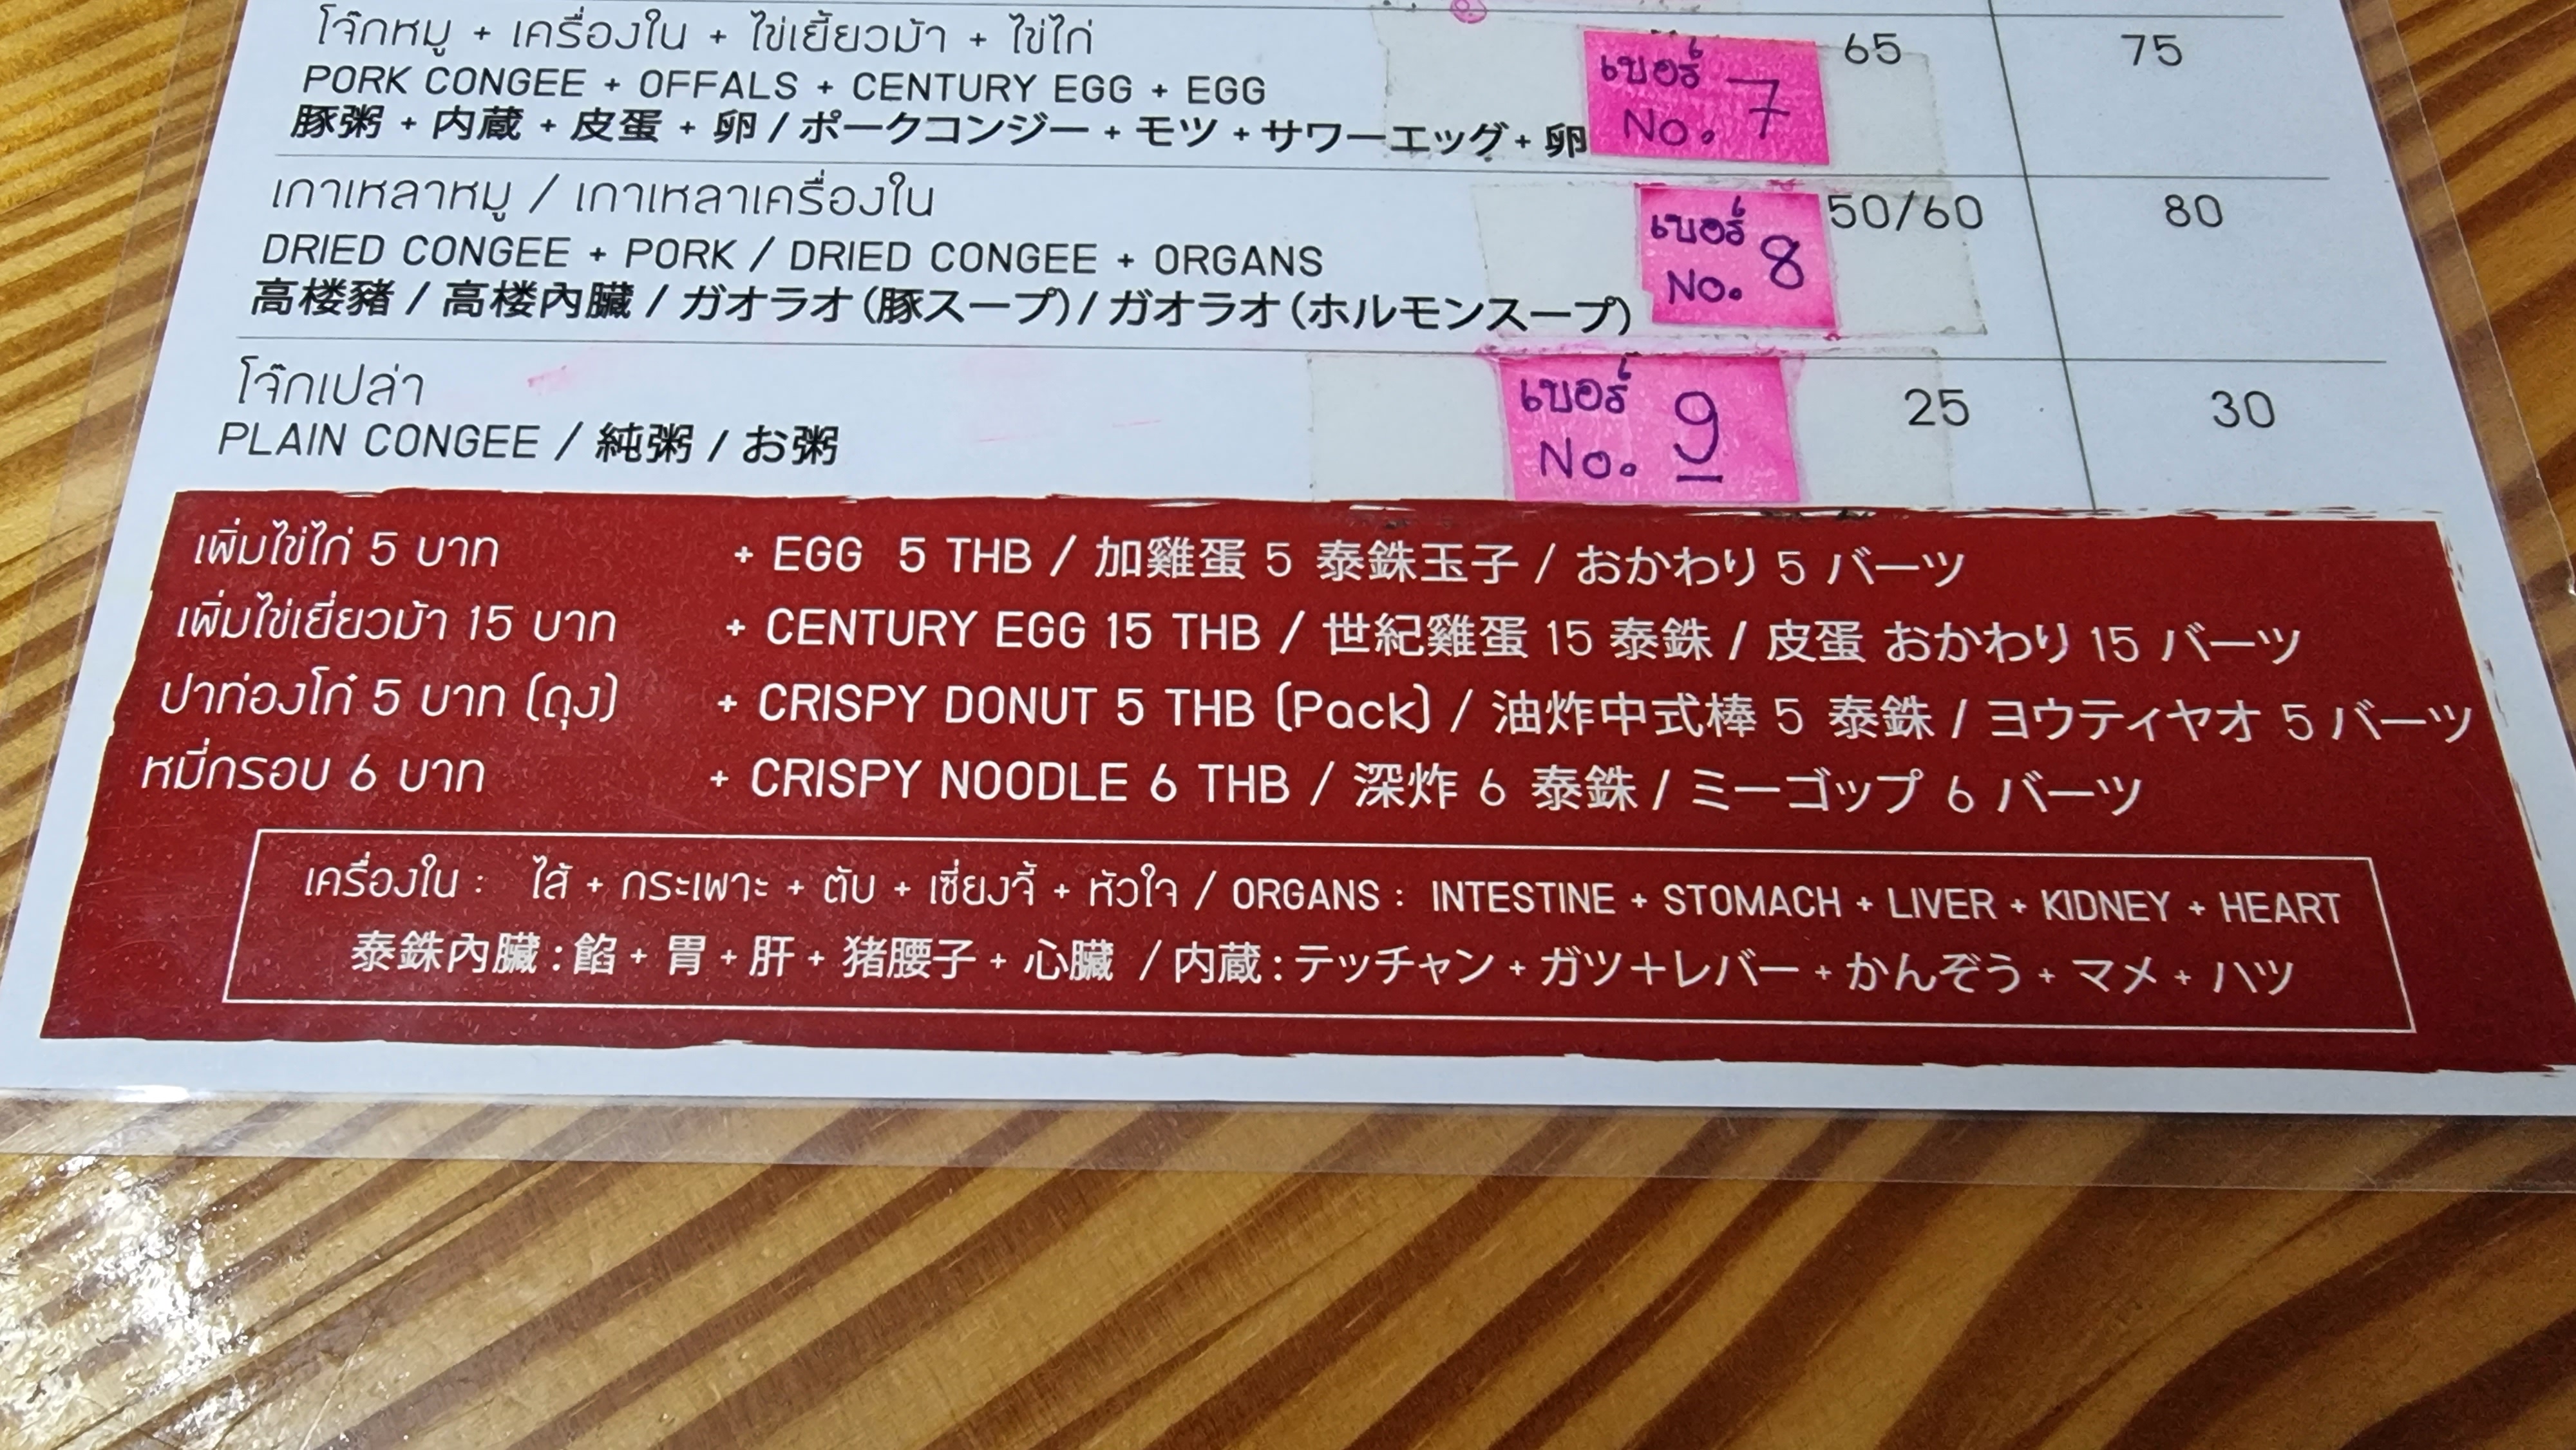 โจ๊กหมู + เครื่องใน + ไข่เยี้ยวม้า + ไข่ไก่
PORK CONGEE + OFFALS + CENTURY EGG + EGG
豚粥 + 内蔵 + 皮蛋 + 卵 / ポークコンジー + モツ + サワーエッグ + 卵
เบอร์ 7
No.
65
75
เกาเหลาหมู / เกาเหลาเครื่องใน
DRIED CONGEE + PORK / DRIED CONGEE + ORGANS
高楼豬 / 高楼內臟 / ガオラオ (豚スープ) / ガオラオ (ホルモンスープ)
เบอร์ 8
No.
50/60
80
โจ๊กเปล่า
PLAIN CONGEE / 純粥 / お粥
เบอร์ 9
No.
25
30
เพิ่มไข่ไก่ 5 บาท + EGG 5 THB / 加雞蛋 5 泰銖玉子 / おかわり 5 バーツ
เพิ่มไข่เยี่ยวม้า 15 บาท + CENTURY EGG 15 THB / 世紀雞蛋 15 泰銖 / 皮蛋 おかわり 15 バーツ
ปาท่องโก๋ 5 บาท (ถุง) + CRISPY DONUT 5 THB (Pack) / 油炸中式棒 5 泰銖 / ヨウティヤオ 5 バーツ
หมี่กรอบ 6 บาท + CRISPY NOODLE 6 THB / 深炸 6 泰銖 / ミーゴップ 6 バーツ
เครื่องใน : ไส้ + กระเพาะ + ตับ + เซี่ยงจี้ + หัวใจ / ORGANS : INTESTINE + STOMACH + LIVER + KIDNEY + HEART
泰銖內臟 : 餡 + 胃 + 肝 + 猪腰子 + 心臟 / 内蔵 : テッチャン + ガツ+レバー + かんぞう + マメ + ハツ